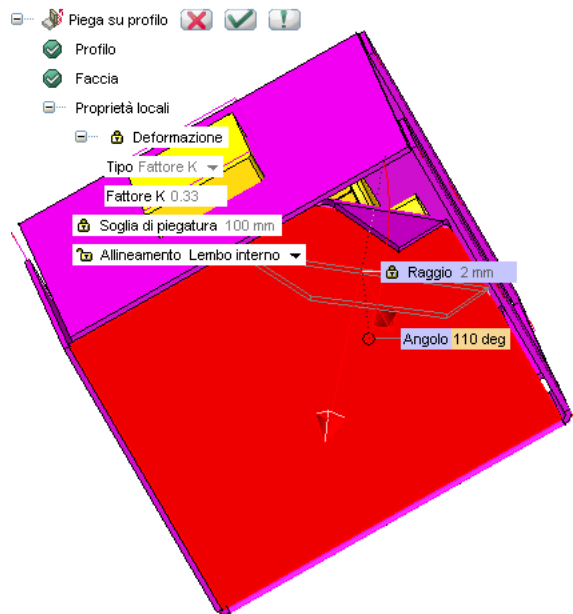 Piega su profilo
Profilo
Faccia
Proprietà locali
Deformazione
Tipo Fattore K
Fattore K 0.33
Soglia di piegatura 100 mm
Allineamento Lembo interno
Raggio 2 mm
Angolo 110 deg